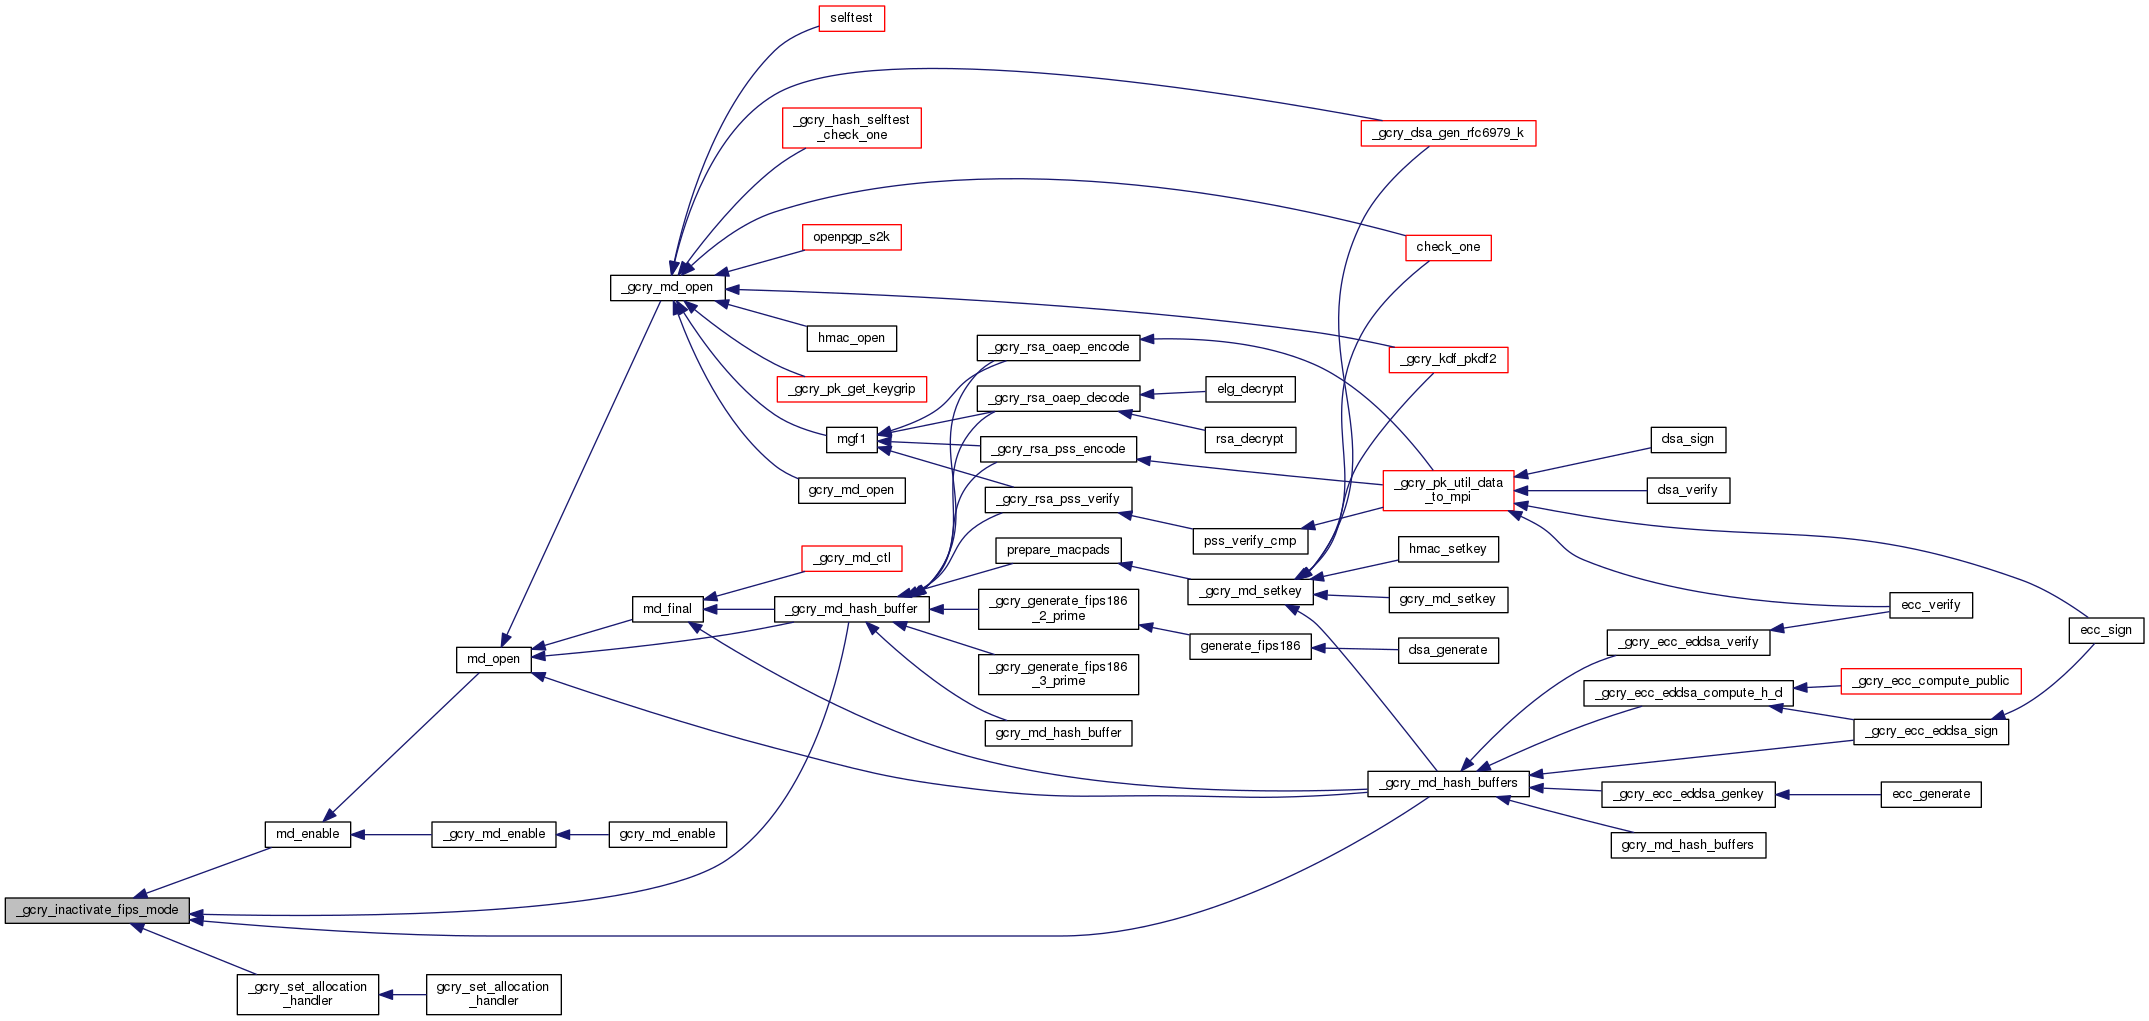 selftest
_gcry_hash_selftest
_check_one
_gcry_dsa_gen_rfc6979_k
openpgp_s2k
check_one
_gcry_md_open
hmac_open
_gcry_rsa_oaep_encode
_gcry_kdf_pkdf2
_gcry_pk_get_keygrip
_gcry_rsa_oaep_decode
elg_decrypt
mgf1
rsa_decrypt
dsa_sign
_gcry_rsa_pss_encode
gcry_md_open
_gcry_pk_util_data
_to_mpi
dsa_verify
_gcry_rsa_pss_verify
pss_verify_cmp
_gcry_md_ctl
prepare_macpads
hmac_setkey
md_final
_gcry_md_hash_buffer
_gcry_generate_fips186
_2_prime
_gcry_md_setkey
gcry_md_setkey
ecc_verify
ecc_sign
md_open
generate_fips186
dsa_generate
_gcry_ecc_eddsa_verify
_gcry_generate_fips186
_3_prime
_gcry_ecc_eddsa_compute_h_d
_gcry_ecc_compute_public
gcry_md_hash_buffer
_gcry_ecc_eddsa_sign
_gcry_md_hash_buffers
_gcry_ecc_eddsa_genkey
ecc_generate
md_enable
_gcry_md_enable
gcry_md_enable
gcry_md_hash_buffers
_gcry_inactivate_fips_mode
_gcry_set_allocation
_handler
gcry_set_allocation
_handler